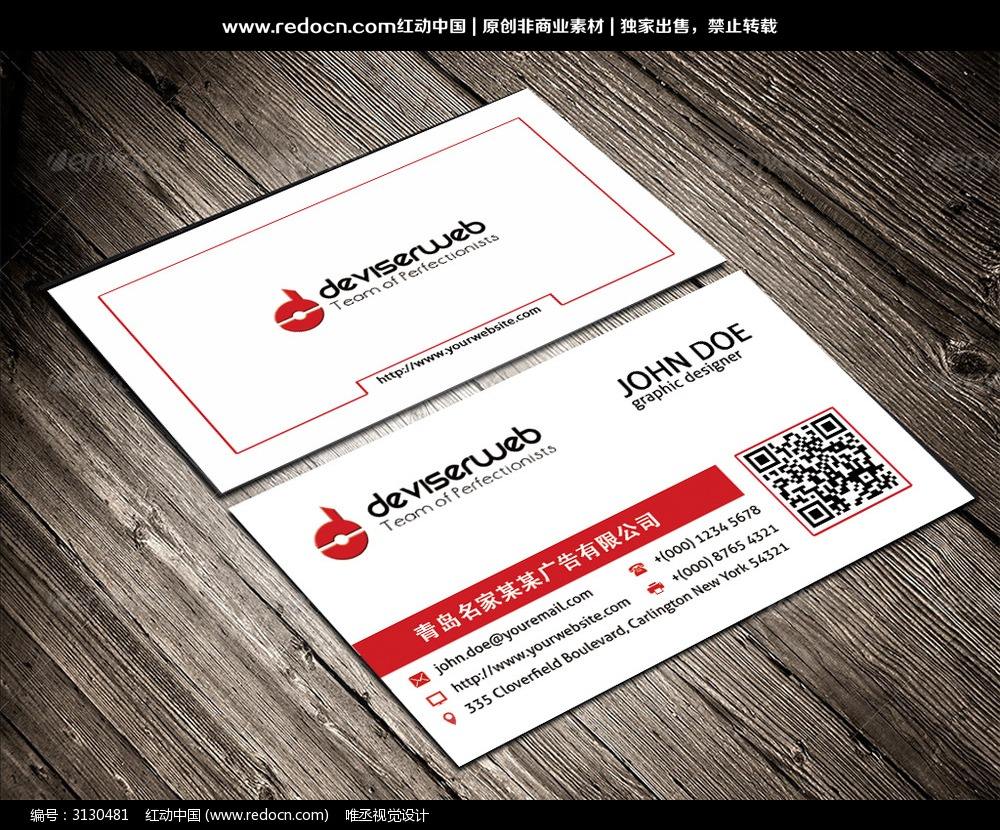 www.redocn.com红动中国 | 原创非商业素材 | 独家出售，禁止转载
deviserweb
Team of Perfectionists
http://www.yourwebsite.com
JOHN DOE
graphic designer
deviserweb
Team of Perfectionists
青岛名家某某广告有限公司
john.doe@youremail.com
+(000) 1234 5678
http://www.yourwebsite.com
+(000) 8765 4321
335 Cloverfield Boulevard, Carlington New York 54321
编号：3130481 红动中国 (www.redocn.com) 唯丞视觉设计